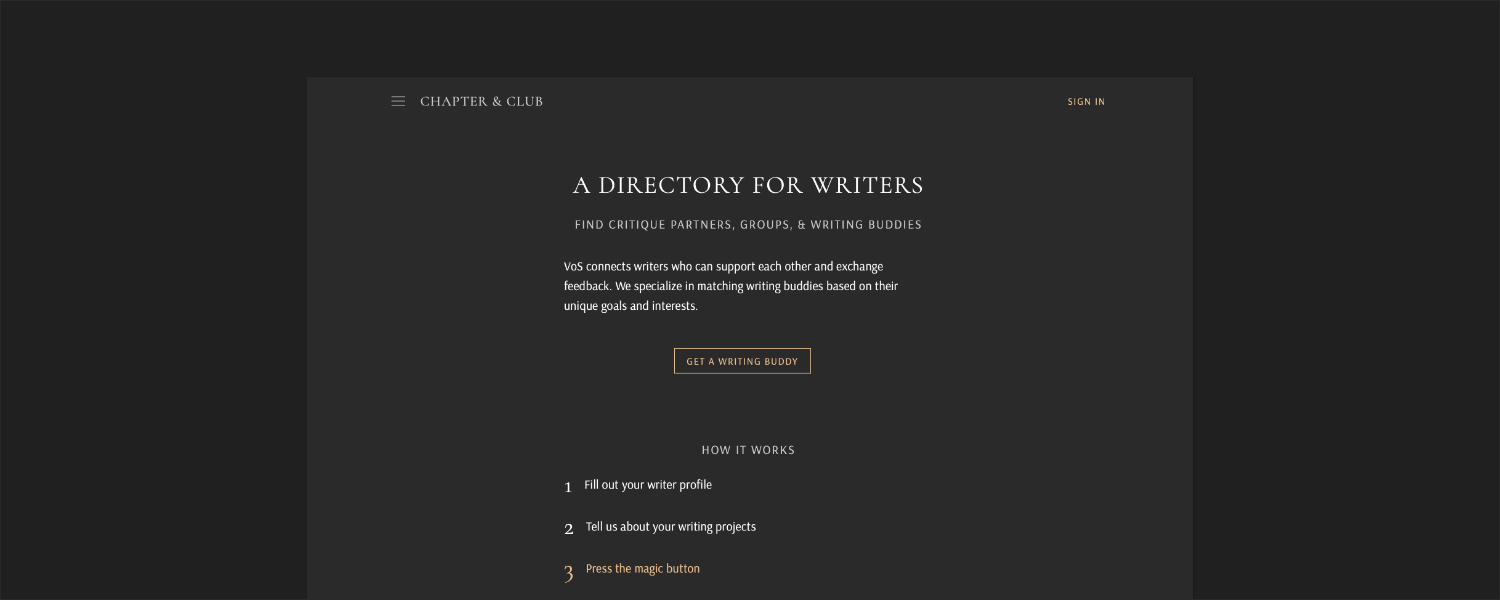 CHAPTER & CLUB
SIGN IN
A DIRECTORY FOR WRITERS
FIND CRITIQUE PARTNERS, GROUPS, & WRITING BUDDIES
VoS connects writers who can support each other and exchange
feedback. We specialize in matching writing buddies based on their
unique goals and interests.
GET A WRITING BUDDY
HOW IT WORKS
1 Fill out your writer profile
2 Tell us about your writing projects
3 Press the magic button